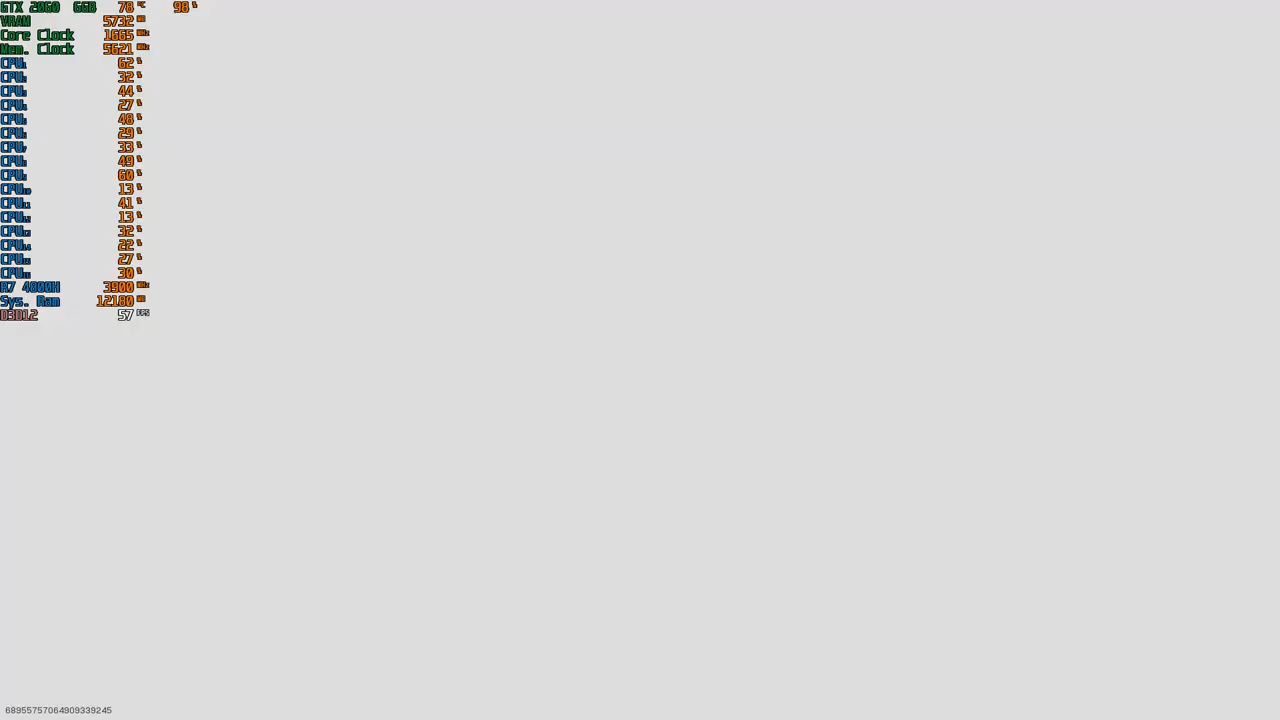 GTX 2060 6GB 78 °C 98 %
VRAM 5732 MB
Core Clock 1665 MHz
Mem. Clock 5621 MHz
CPU1 62 %
CPU2 32 %
CPU3 44 %
CPU4 27 %
CPU5 48 %
CPU6 29 %
CPU7 33 %
CPU8 49 %
CPU9 60 %
CPU10 13 %
CPU11 41 %
CPU12 13 %
CPU13 32 %
CPU14 22 %
CPU15 27 %
CPU16 30 %
R7 4800H 3900 MHz
Sys. Ram 12180 MB
D3D12 57 FPS
68955757064909339245